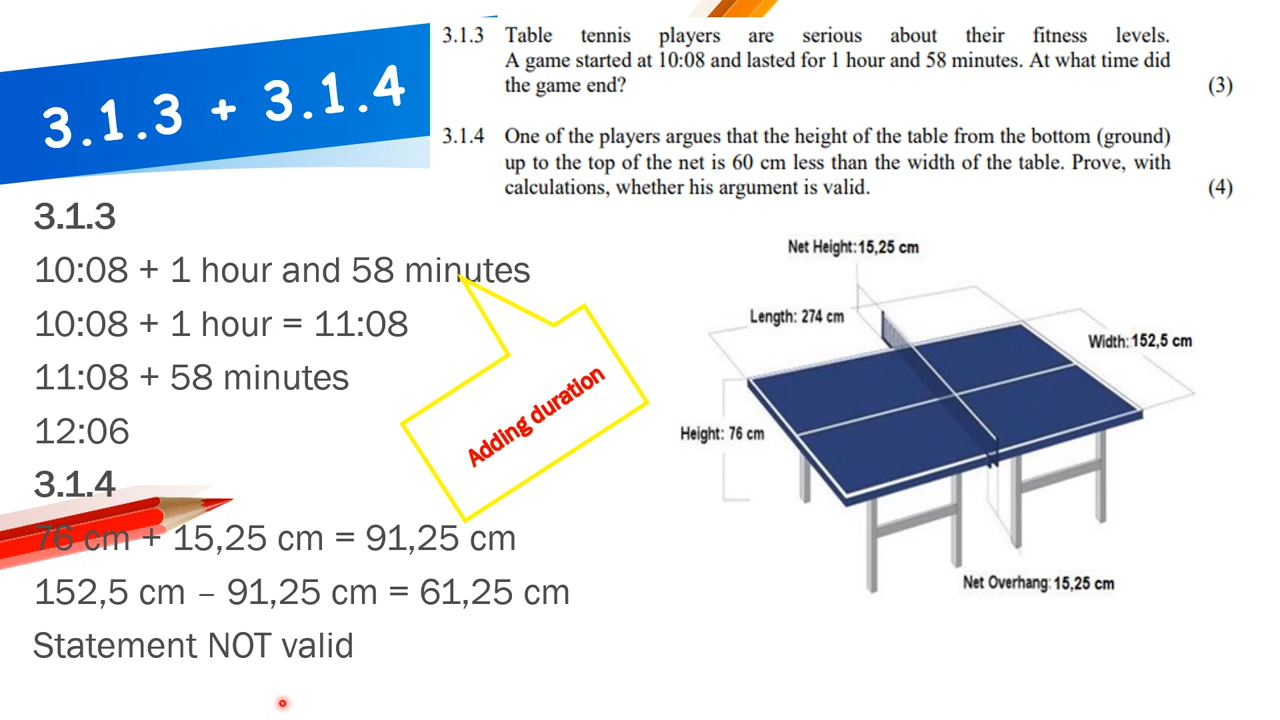 3.1.3 + 3.1.4
3.1.3 Table tennis players are serious about their fitness levels.
A game started at 10:08 and lasted for 1 hour and 58 minutes. At what time did
the game end? (3)
3.1.4 One of the players argues that the height of the table from the bottom (ground)
up to the top of the net is 60 cm less than the width of the table. Prove, with
calculations, whether his argument is valid. (4)
3.1.3
10:08 + 1 hour and 58 minutes
10:08 + 1 hour = 11:08
11:08 + 58 minutes
12:06
3.1.4
76 cm + 15,25 cm = 91,25 cm
152,5 cm – 91,25 cm = 61,25 cm
Statement NOT valid
Adding duration
Net Height: 15,25 cm
Length: 274 cm
Width: 152,5 cm
Height: 76 cm
Net Overhang: 15,25 cm